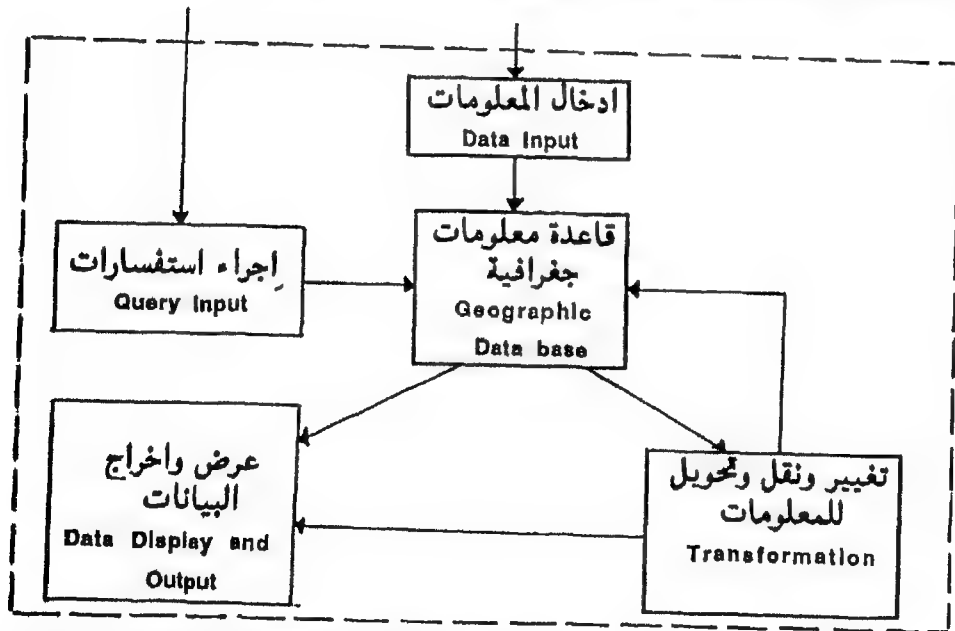 ادخال المعلومات
Data Input
قاعدة معلومات
جغرافية
Geographic
Data base
إجراء استفسارات
Query Input
عرض واخراج
البيانات
Data Display and
Output
تغيير ونقل وتحويل
للمعلومات
Transformation